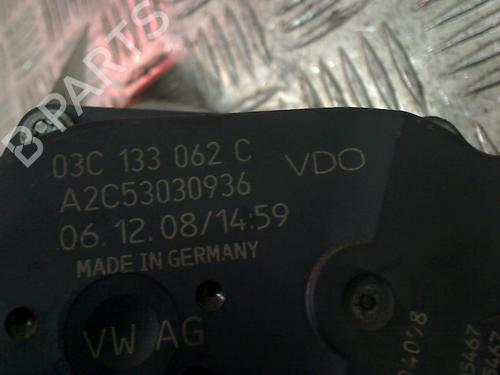 B-PARTS
03C 133 062 C
VDO
A2C53030936
06.12.08/14:59
MADE IN GERMANY
VW AG